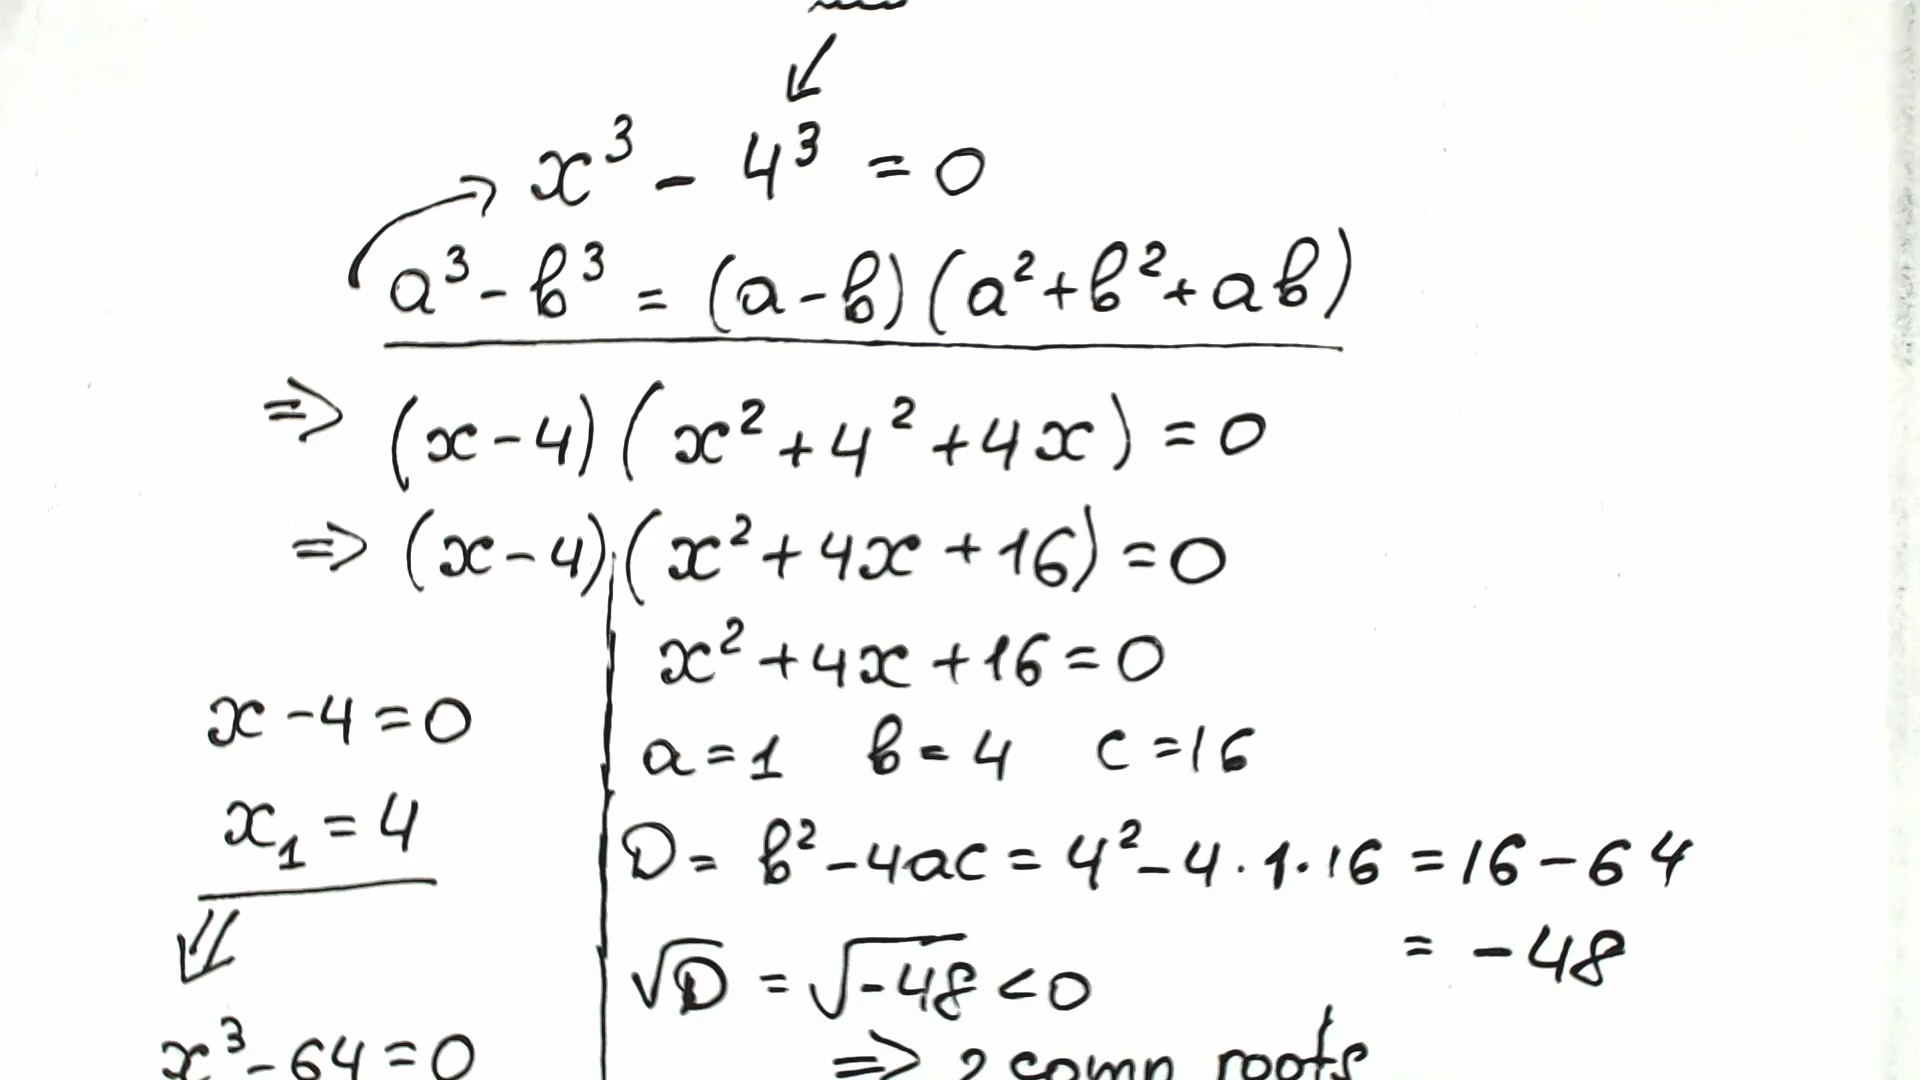 x³ - 4³ = 0
a³ - b³ = (a - b)(a² + b² + ab)
=> (x - 4)(x² + 4² + 4x) = 0
=> (x - 4)(x² + 4x + 16) = 0
x - 4 = 0
x₁ = 4
x³ - 64 = 0
x² + 4x + 16 = 0
a = 1 b = 4 c = 16
D = b² - 4ac = 4² - 4 · 1 · 16 = 16 - 64
= -48
√D = √-48 < 0
=> 2 comp roots